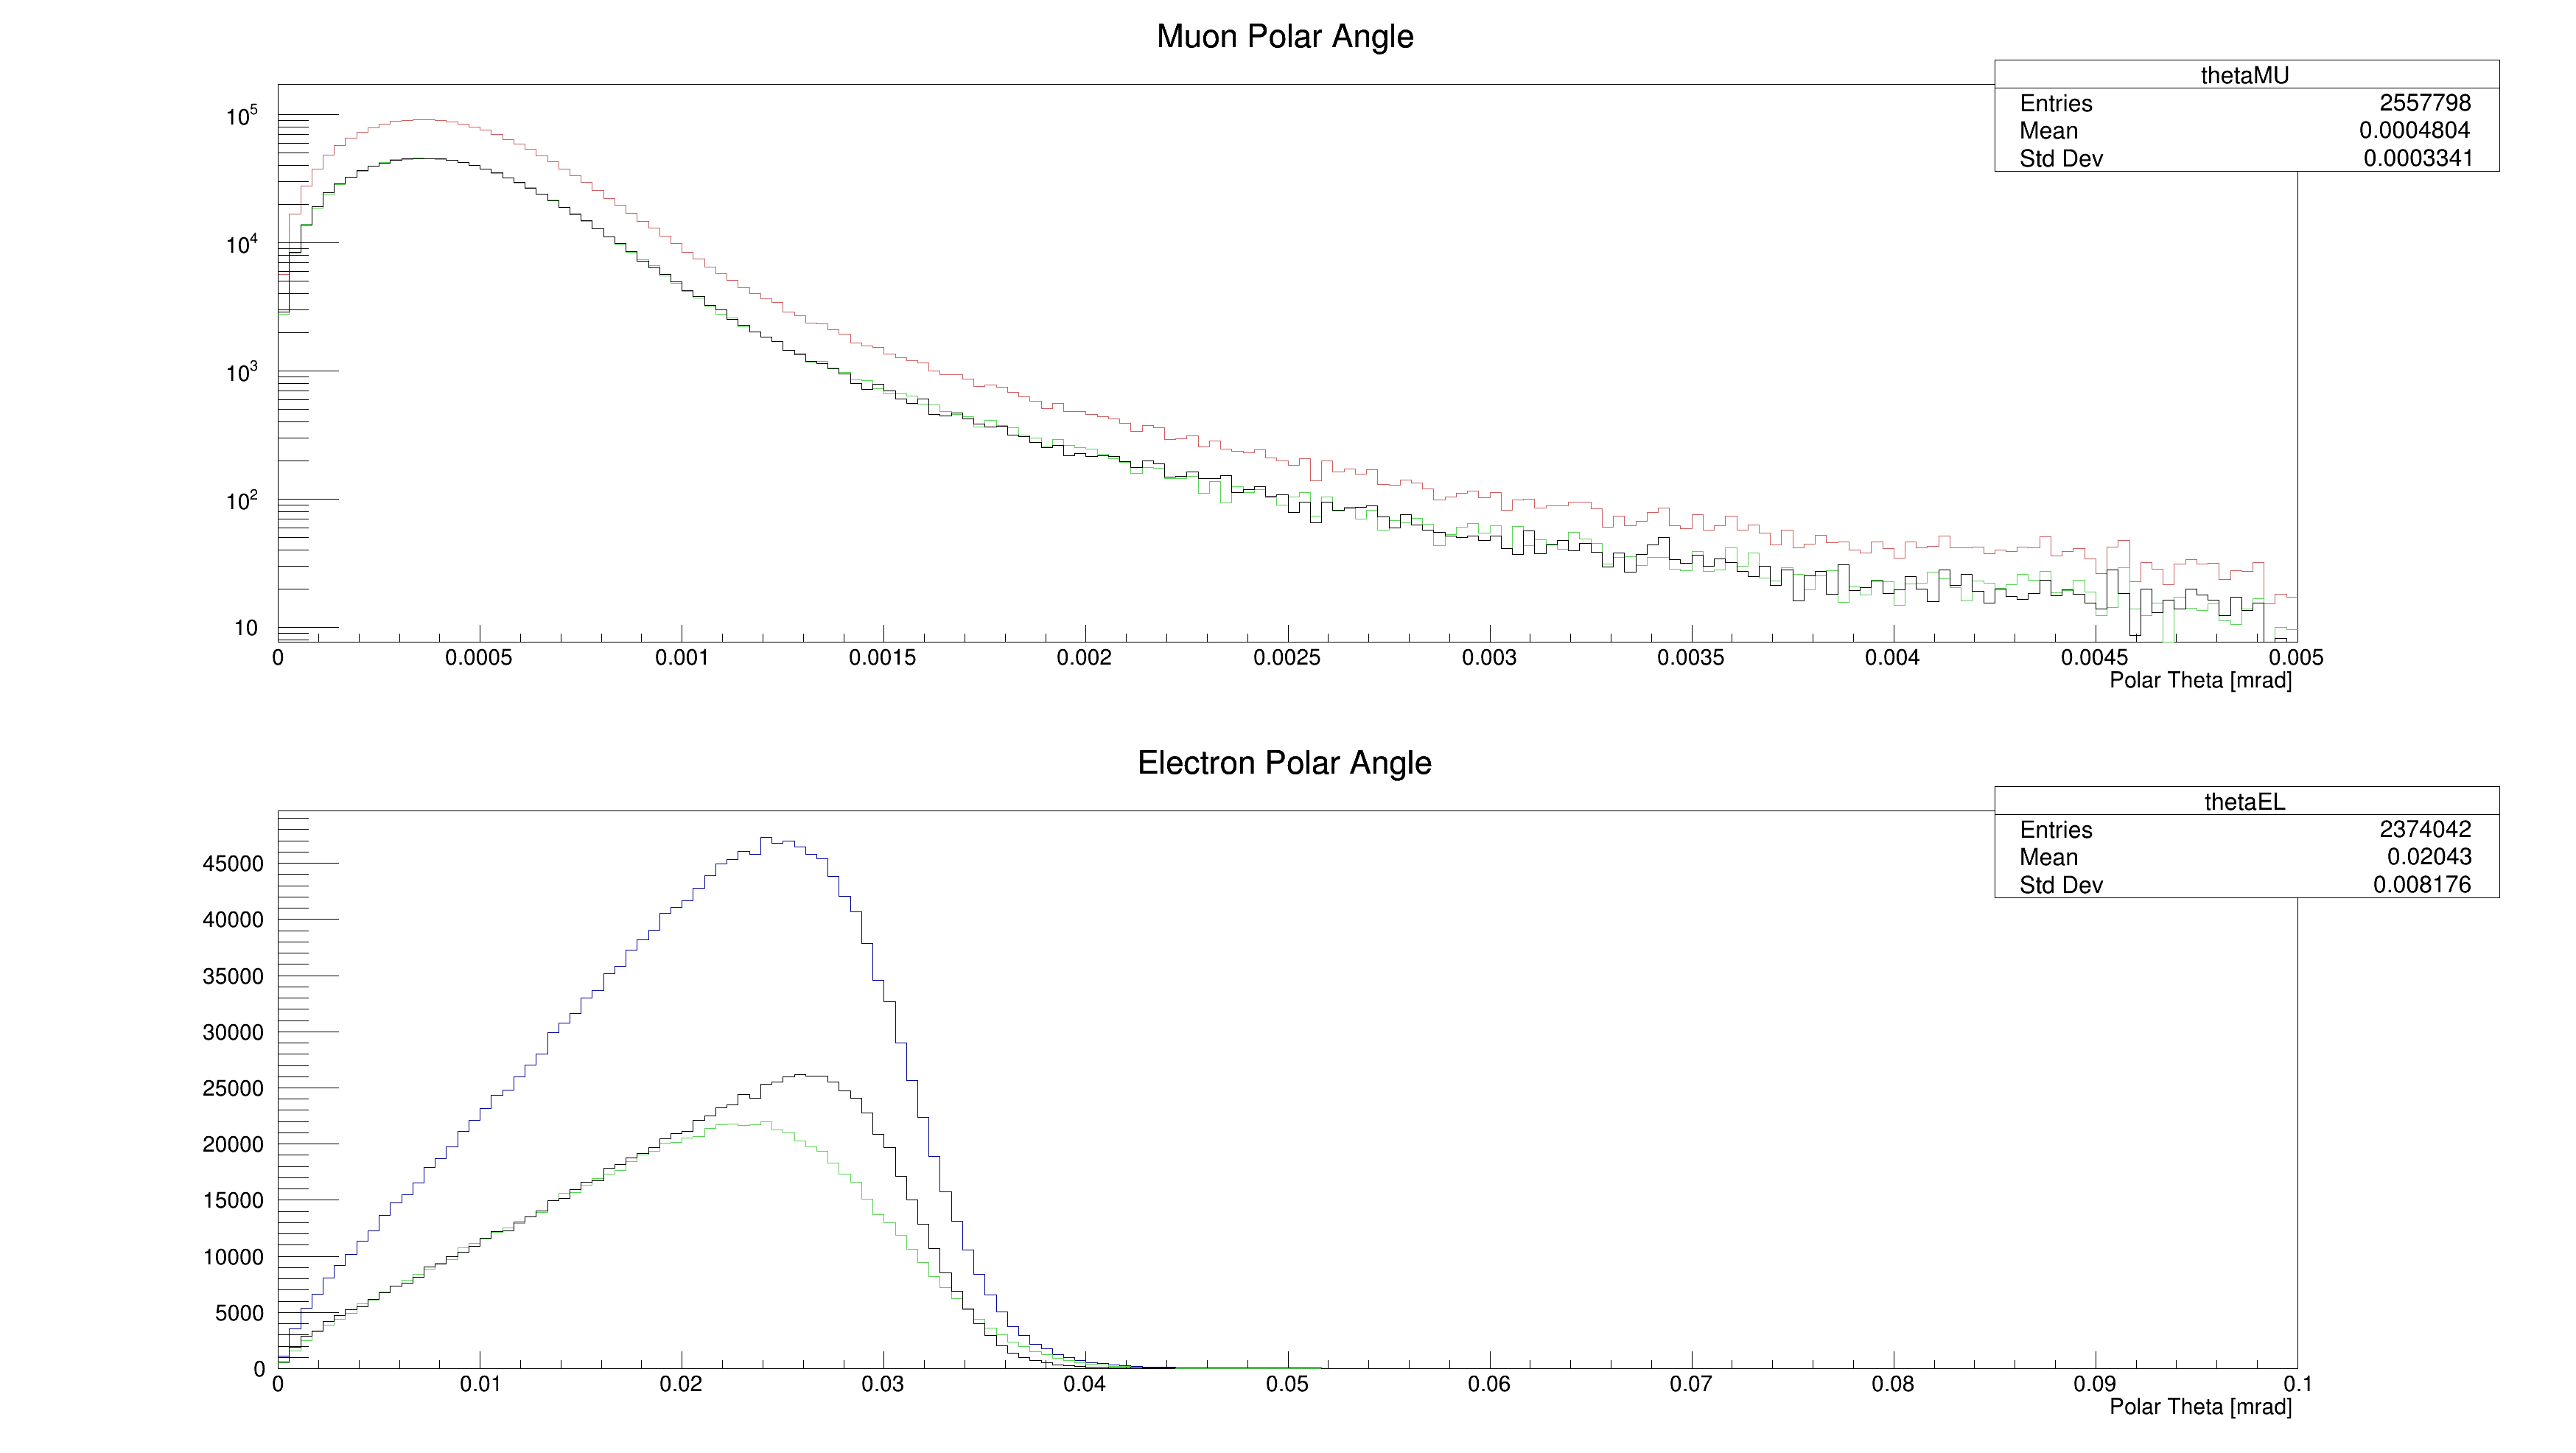 Muon Polar Angle
thetaMU
Entries 2557798
Mean 0.0004804
Std Dev 0.0003341
10^5
10^4
10^3
10^2
10
0 0.0005 0.001 0.0015 0.002 0.0025 0.003 0.0035 0.004 0.0045 0.005
Polar Theta [mrad]
Electron Polar Angle
thetaEL
Entries 2374042
Mean 0.02043
Std Dev 0.008176
45000
40000
35000
30000
25000
20000
15000
10000
5000
0
0 0.01 0.02 0.03 0.04 0.05 0.06 0.07 0.08 0.09 0.1
Polar Theta [mrad]